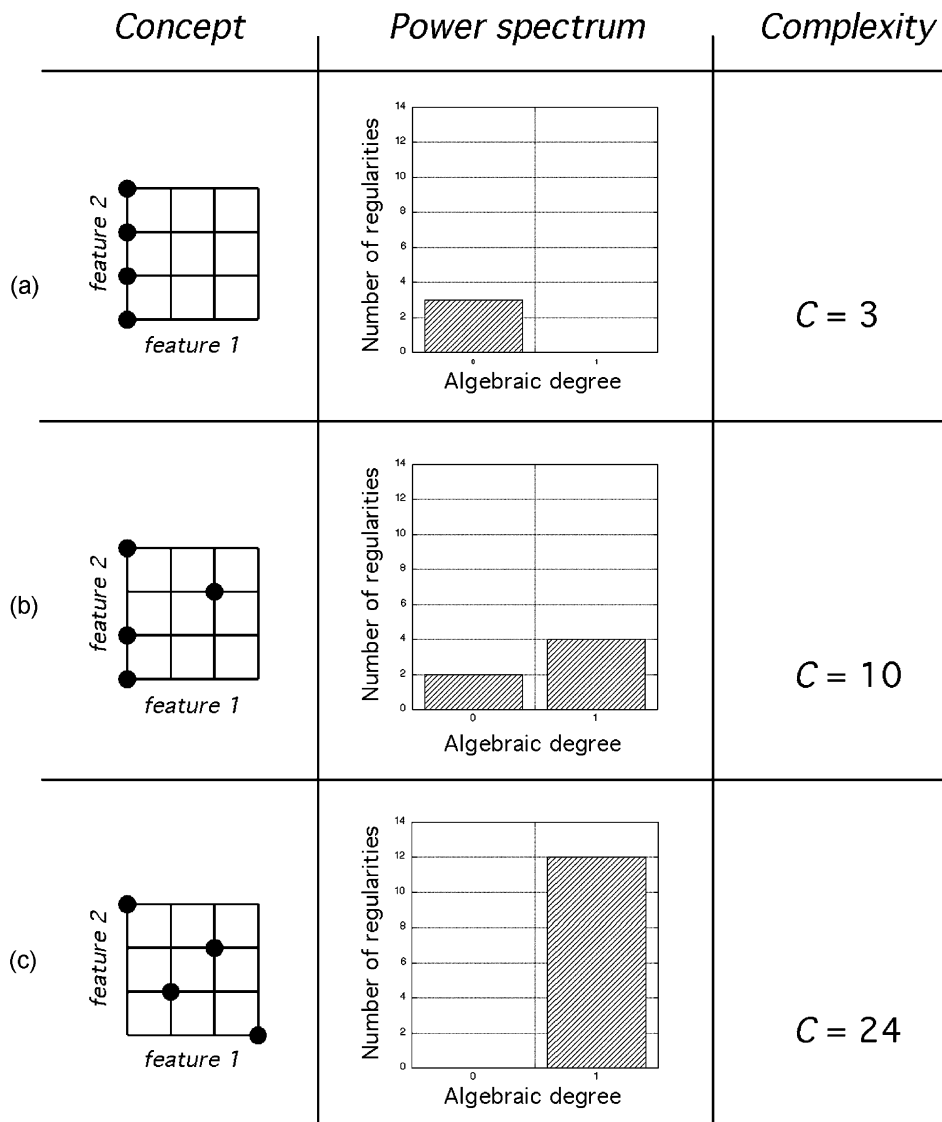 Concept Power spectrum Complexity
(a)
feature 2
feature 1
Number of regularities
14
12
10
8
6
4
2
0
0 1
Algebraic degree
C = 3
(b)
feature 2
feature 1
Number of regularities
14
12
10
8
6
4
2
0
0 1
Algebraic degree
C = 10
(c)
feature 2
feature 1
Number of regularities
14
12
10
8
6
4
2
0
0 1
Algebraic degree
C = 24